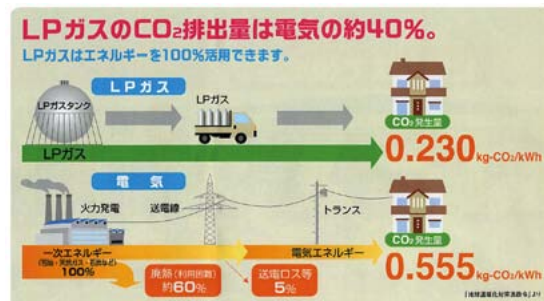 LPガスのCO₂排出量は電気の約40%。
LPガスはエネルギーを100%活用できます。
LPガス
LPガスタンク
LPガス
CO₂発生量
LPガス
0.230 kg-CO₂/kWh
電気
火力発電
送電線
トランス
CO₂発生量
一次エネルギー
100%
電気エネルギー
廃熱(利用困難)
約60%
送電ロス等
5%
0.555 kg-CO₂/kWh